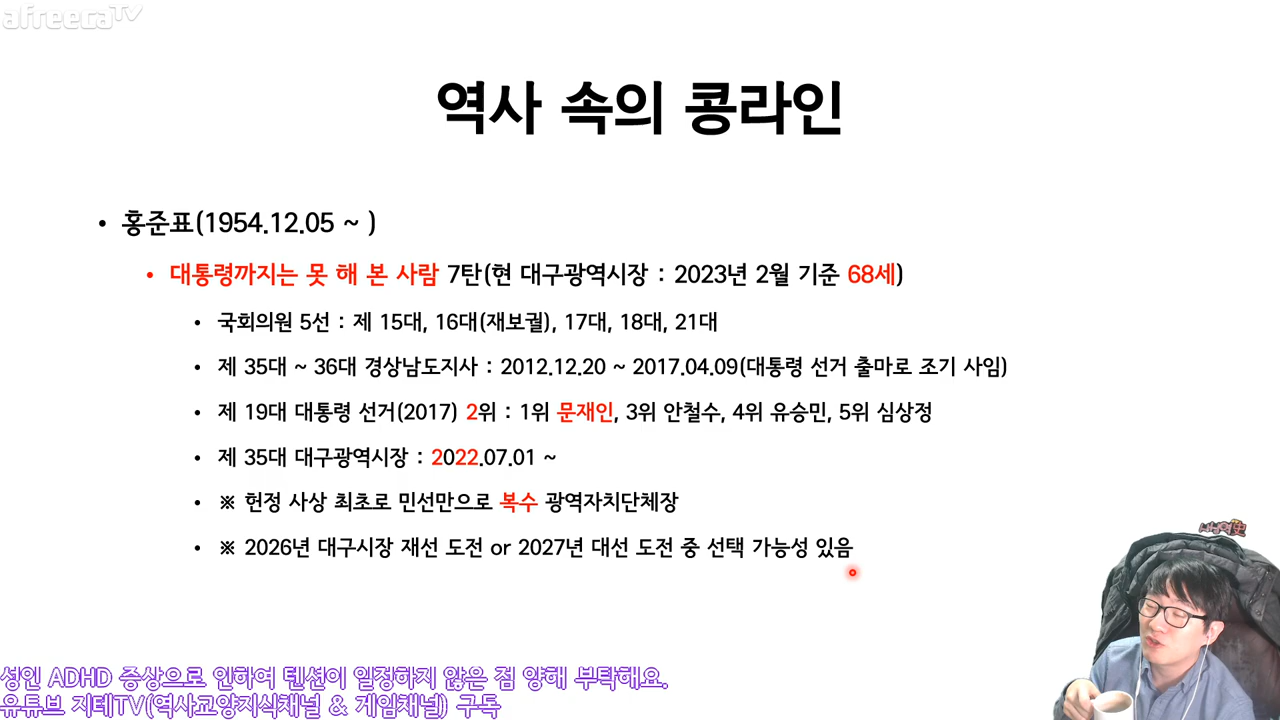 afreecaTV
역사 속의 콩라인
• 홍준표(1954.12.05 ~ )
• 대통령까지는 못 해 본 사람 7탄(현 대구광역시장 : 2023년 2월 기준 68세)
• 국회의원 5선 : 제 15대, 16대(재보궐), 17대, 18대, 21대
• 제 35대 ~ 36대 경상남도지사 : 2012.12.20 ~ 2017.04.09(대통령 선거 출마로 조기 사임)
• 제 19대 대통령 선거(2017) 2위 : 1위 문재인, 3위 안철수, 4위 유승민, 5위 심상정
• 제 35대 대구광역시장 : 2022.07.01 ~
• ※ 헌정 사상 최초로 민선만으로 복수 광역자치단체장
• ※ 2026년 대구시장 재선 도전 or 2027년 대선 도전 중 선택 가능성 있음
성인 ADHD 증상으로 인하여 텐션이 일정하지 않은 점 양해 부탁해요.
유튜브 지테TV(역사교양지식채널 & 게임채널) 구독